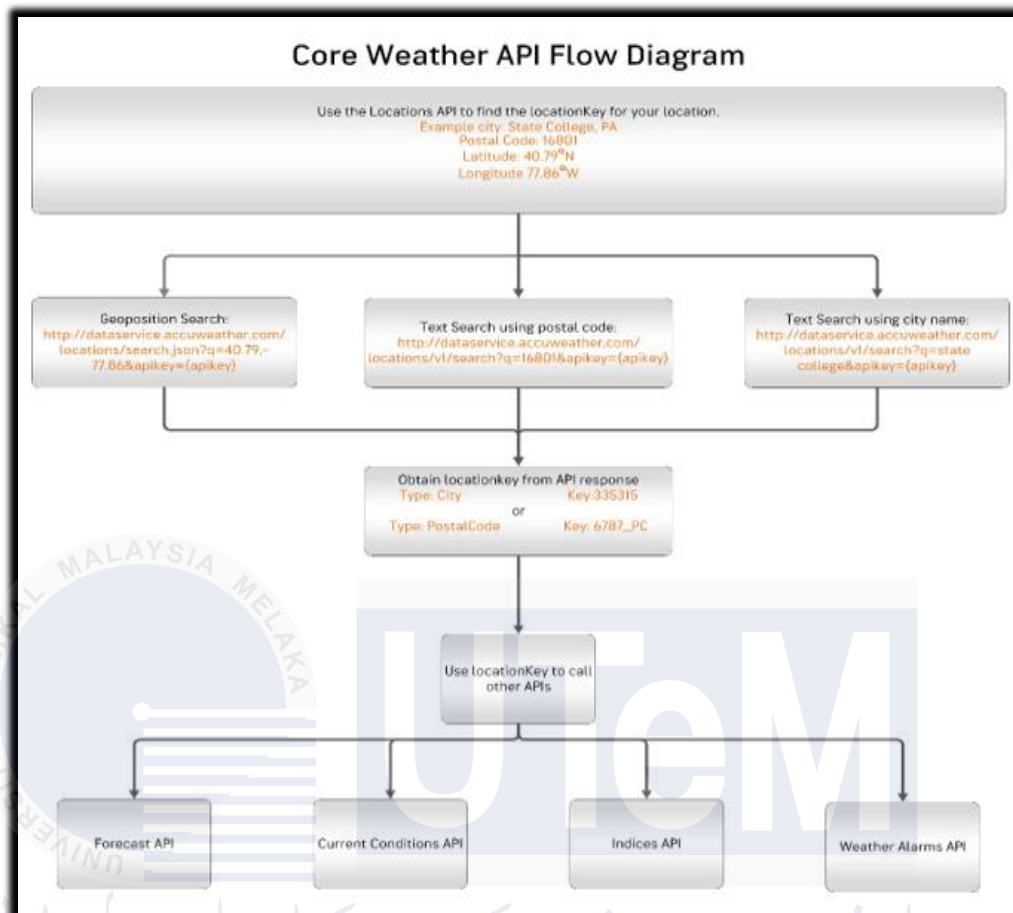 Core Weather API Flow Diagram
Use the Locations API to find the locationKey for your location.
Example city: State College, PA
Postal Code: 16801
Latitude: 40.79°N
Longitude 77.86°W
Geoposition Search:
http://dataservice.accuweather.com/
locations/search.json?q=40.79,-
77.86&apikey={apikey}
Text Search using postal code:
http://dataservice.accuweather.com/
locations/v1/search?q=16801&apikey={apikey}
Text Search using city name:
http://dataservice.accuweather.com/
locations/v1/search?q=state
college&apikey={apikey}
Obtain locationkey from API response
Type: City Key:335315
or
Type: PostalCode Key: 6787_PC
Use locationKey to call
other APIs
Forecast API
Current Conditions API
Indices API
Weather Alarms API
MALAYSIA MELAKA
UTeM